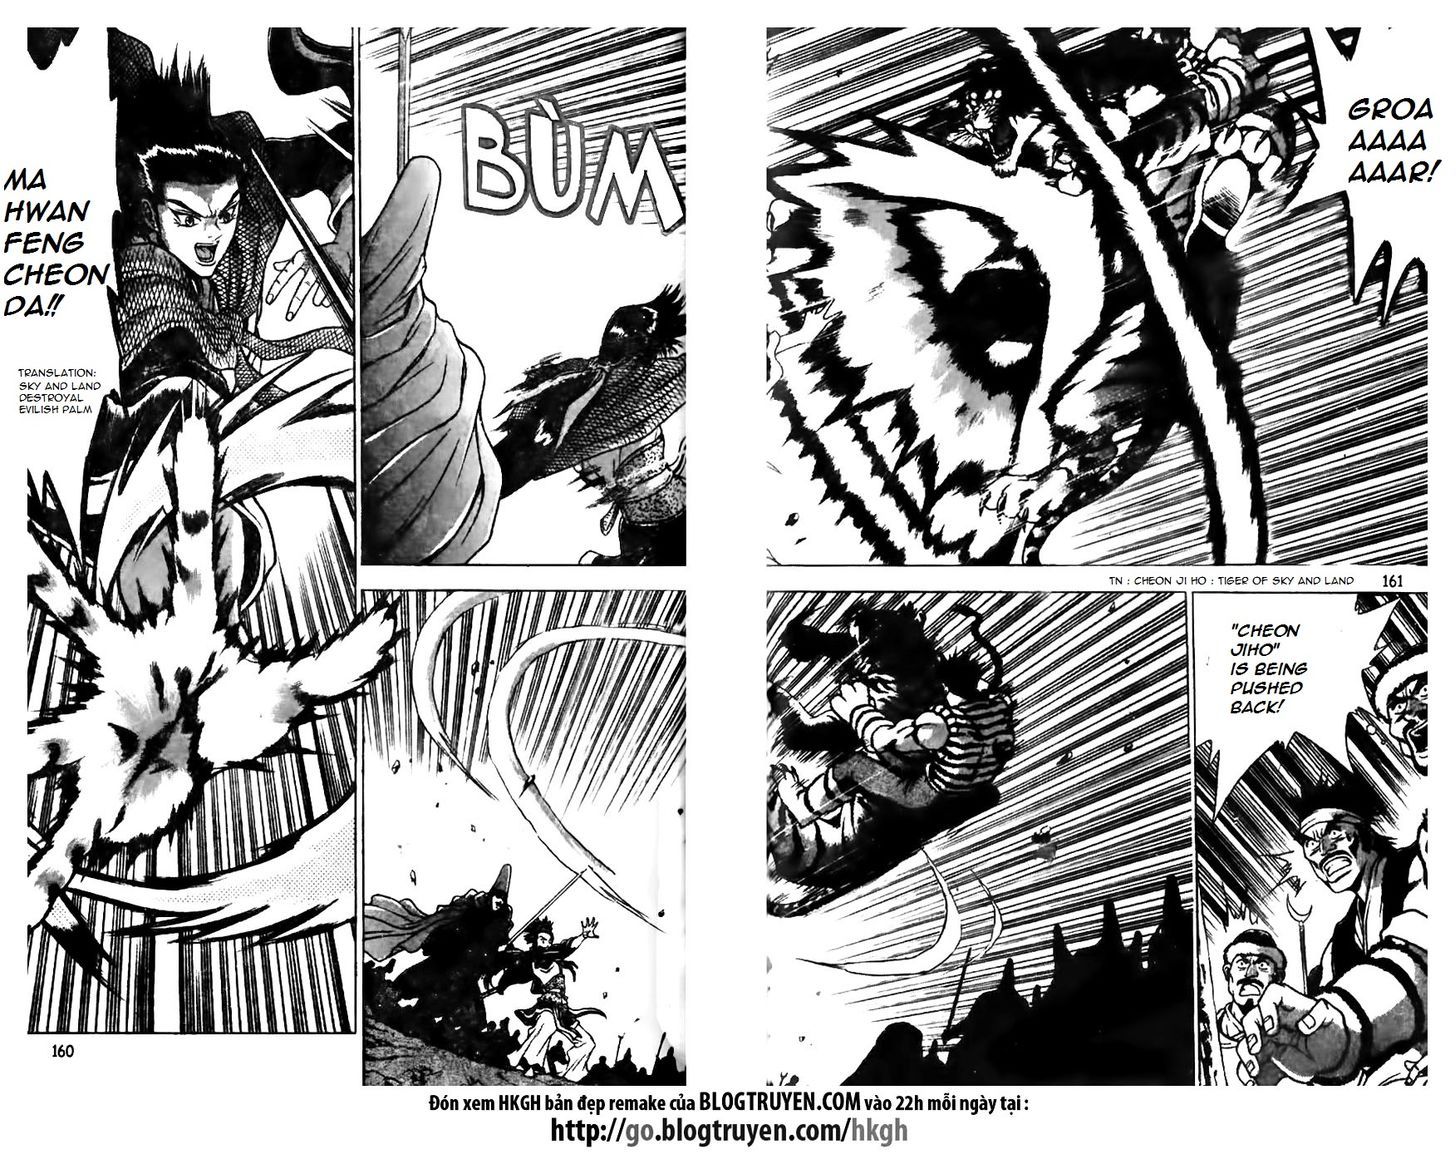 MA
HWAN
FENG
CHEON
DA!!
TRANSLATION:
SKY AND LAND
DESTROYAL
EVILISH PALM
BÙM
160
GROA
AAAA
AAAR!
TN : CHEON JI HO : TIGER OF SKY AND LAND
161
"CHEON
JIHO"
IS BEING
PUSHED
BACK!
Đón xem HKGH bản đẹp remake của BLOGTRUYEN.COM vào 22h mỗi ngày tại :
http://go.blogtruyen.com/hkgh